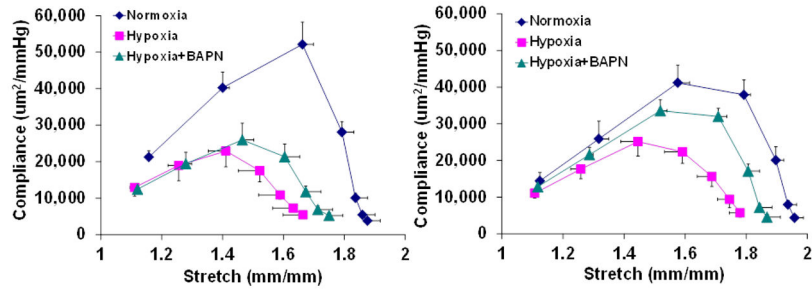 60,000
50,000
40,000
30,000
20,000
10,000
0
Compliance (um²/mmHg)
Normoxia
Hypoxia
Hypoxia+BAPN
1
1.2
1.4
1.6
1.8
2
Stretch (mm/mm)
60,000
50,000
40,000
30,000
20,000
10,000
0
Compliance (um²/mmHg)
Normoxia
Hypoxia
Hypoxia+BAPN
1
1.2
1.4
1.6
1.8
2
Stretch (mm/mm)